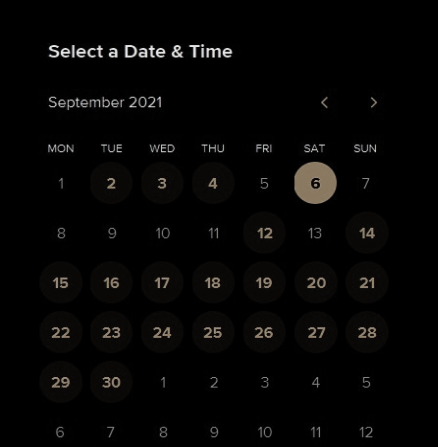 Select a Date & Time
September 2021
MON TUE WED THU FRI SAT SUN
1 2 3 4 5 6 7
8 9 10 11 12 13 14
15 16 17 18 19 20 21
22 23 24 25 26 27 28
29 30 1 2 3 4 5
6 7 8 9 10 11 12